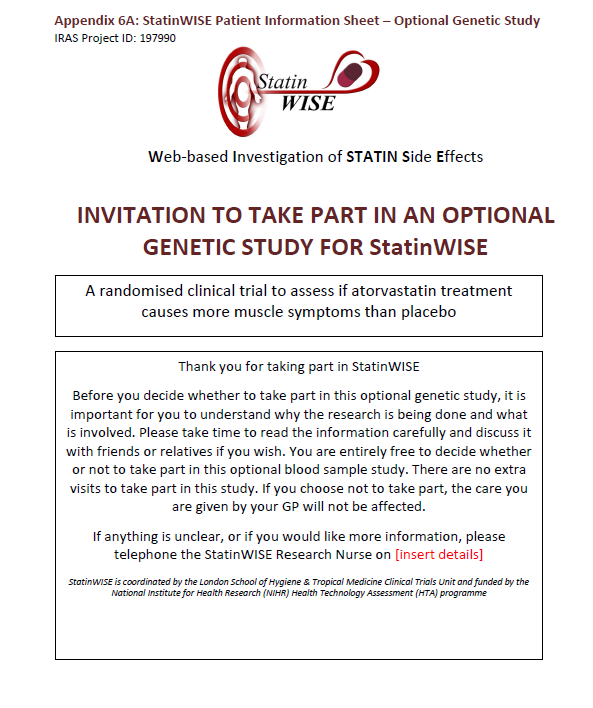 Appendix 6A: StatinWISE Patient Information Sheet – Optional Genetic Study
IRAS Project ID: 197990
Statin
WISE
Web-based Investigation of STATIN Side Effects
INVITATION TO TAKE PART IN AN OPTIONAL
GENETIC STUDY FOR StatinWISE
A randomised clinical trial to assess if atorvastatin treatment
causes more muscle symptoms than placebo
Thank you for taking part in StatinWISE
Before you decide whether to take part in this optional genetic study, it is
important for you to understand why the research is being done and what
is involved. Please take time to read the information carefully and discuss it
with friends or relatives if you wish. You are entirely free to decide whether
or not to take part in this optional blood sample study. There are no extra
visits to take part in this study. If you choose not to take part, the care you
are given by your GP will not be affected.
If anything is unclear, or if you would like more information, please
telephone the StatinWISE Research Nurse on [insert details]
StatinWISE is coordinated by the London School of Hygiene & Tropical Medicine Clinical Trials Unit and funded by the
National Institute for Health Research (NIHR) Health Technology Assessment (HTA) programme